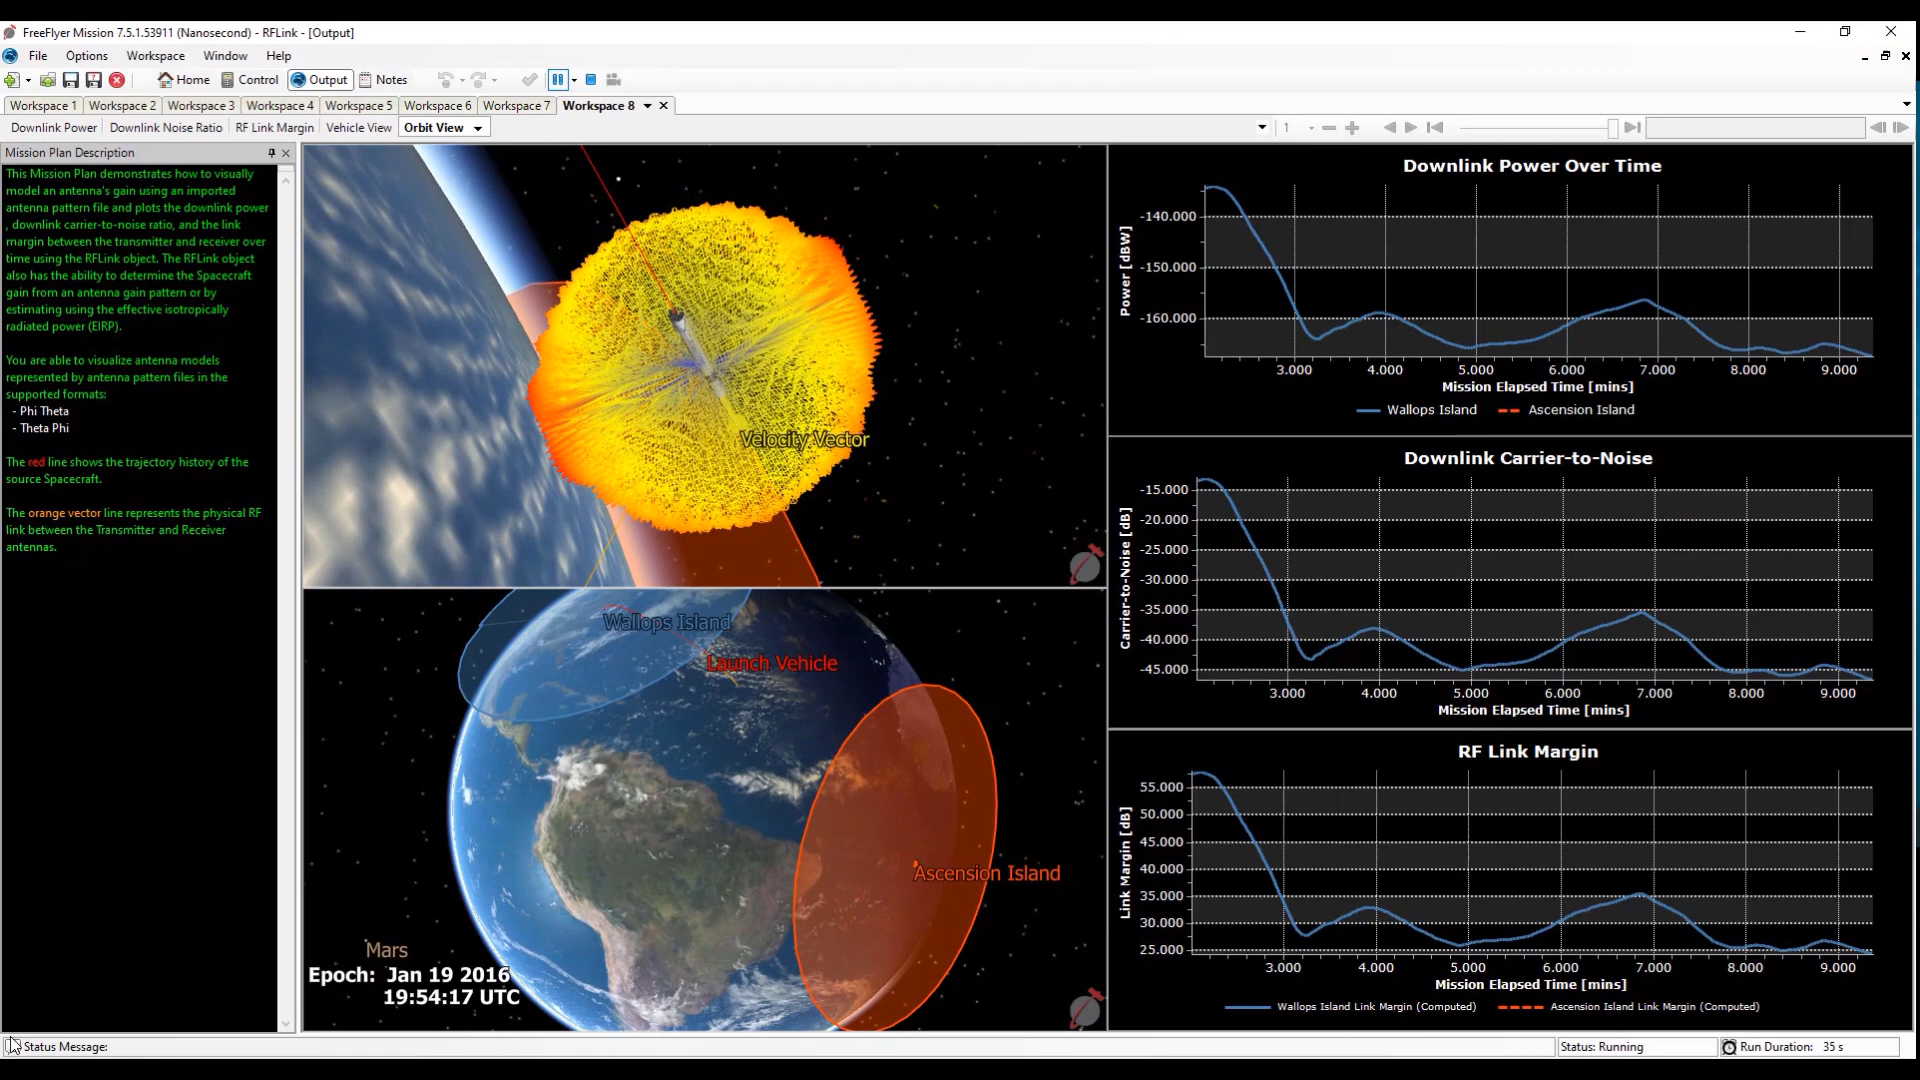 FreeFlyer Mission 7.5.1.53911 (Nanosecond) - RFLink - [Output]
File Options Workspace Window Help
Home Control Output Notes
Workspace 1 Workspace 2 Workspace 3 Workspace 4 Workspace 5 Workspace 6 Workspace 7 Workspace 8
Downlink Power Downlink Noise Ratio RF Link Margin Vehicle View Orbit View 1
Mission Plan Description
This Mission Plan demonstrates how to visually
model an antenna's gain using an imported
antenna pattern file and plots the downlink power
, downlink carrier-to-noise ratio, and the link
margin between the transmitter and receiver over
time using the RFLink object. The RFLink object
also has the ability to determine the Spacecraft
gain from an antenna gain pattern or by
estimating using the effective isotropically
radiated power (EIRP).
You are able to visualize antenna models
represented by antenna pattern files in the
supported formats:
- Phi Theta
- Theta Phi
The red line shows the trajectory history of the
source Spacecraft.
The orange vector line represents the physical RF
link between the Transmitter and Receiver
antennas.
Velocity Vector
Wallops Island
Launch Vehicle
Ascension Island
Mars
Epoch: Jan 19 2016
19:54:17 UTC
Downlink Power Over Time
Power [dBW]
-140.000
-150.000
-160.000
3.000 4.000 5.000 6.000 7.000 8.000 9.000
Mission Elapsed Time [mins]
Wallops Island Ascension Island
Downlink Carrier-to-Noise
Carrier-to-Noise [dB]
-15.000
-20.000
-25.000
-30.000
-35.000
-40.000
-45.000
3.000 4.000 5.000 6.000 7.000 8.000 9.000
Mission Elapsed Time [mins]
RF Link Margin
Link Margin [dB]
55.000
50.000
45.000
40.000
35.000
30.000
25.000
3.000 4.000 5.000 6.000 7.000 8.000 9.000
Mission Elapsed Time [mins]
Wallops Island Link Margin (Computed) Ascension Island Link Margin (Computed)
Status Message: Status: Running Run Duration: 35 s